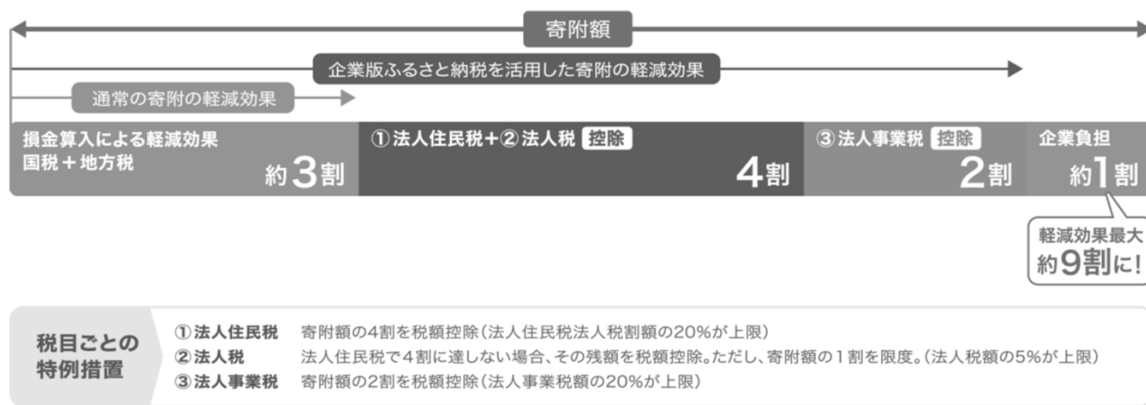 寄附額
企業版ふるさと納税を活用した寄附の軽減効果
通常の寄附の軽減効果
損金算入による軽減効果
国税+地方税
約3割
①法人住民税+②法人税 控除
4割
③法人事業税 控除
2割
企業負担
約1割
軽減効果最大
約9割に!
税目ごとの
特例措置
①法人住民税 寄附額の4割を税額控除(法人住民税法人税割額の20%が上限)
②法人税 法人住民税で4割に達しない場合、その残額を税額控除。ただし、寄附額の1割を限度。(法人税額の5%が上限)
③法人事業税 寄附額の2割を税額控除(法人事業税額の20%が上限)